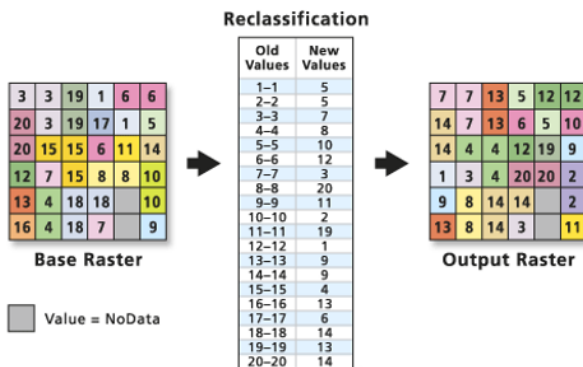 Reclassification
Old Values New Values
1–1 5
2–2 5
3–3 7
4–4 8
5–5 10
6–6 12
7–7 3
8–8 20
9–9 11
10–10 2
11–11 19
12–12 1
13–13 9
14–14 9
15–15 4
16–16 13
17–17 6
18–18 14
19–19 13
20–20 14
3 3 19 1 6 6
20 3 19 17 1 5
20 15 15 6 11 14
12 7 15 8 8 10
13 4 18 18 10
16 4 18 7 9
Base Raster
Value = NoData
7 7 13 5 12 12
14 7 13 6 5 10
14 4 4 12 19 9
1 3 4 20 20 2
9 8 14 14 2
13 8 14 3 11
Output Raster